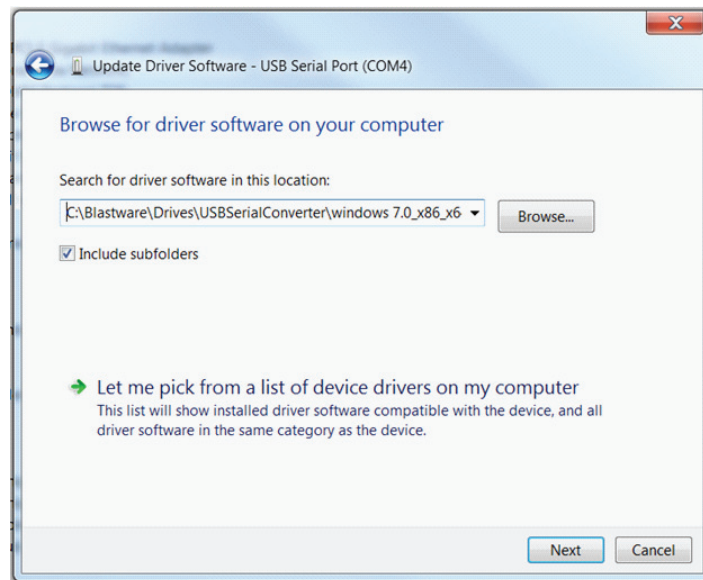 Update Driver Software - USB Serial Port (COM4)
Browse for driver software on your computer
Search for driver software in this location:
C:\Blastware\Drives\USBSerialConverter\windows 7.0_x86_x6
Browse...
Include subfolders
Let me pick from a list of device drivers on my computer
This list will show installed driver software compatible with the device, and all
driver software in the same category as the device.
Next
Cancel